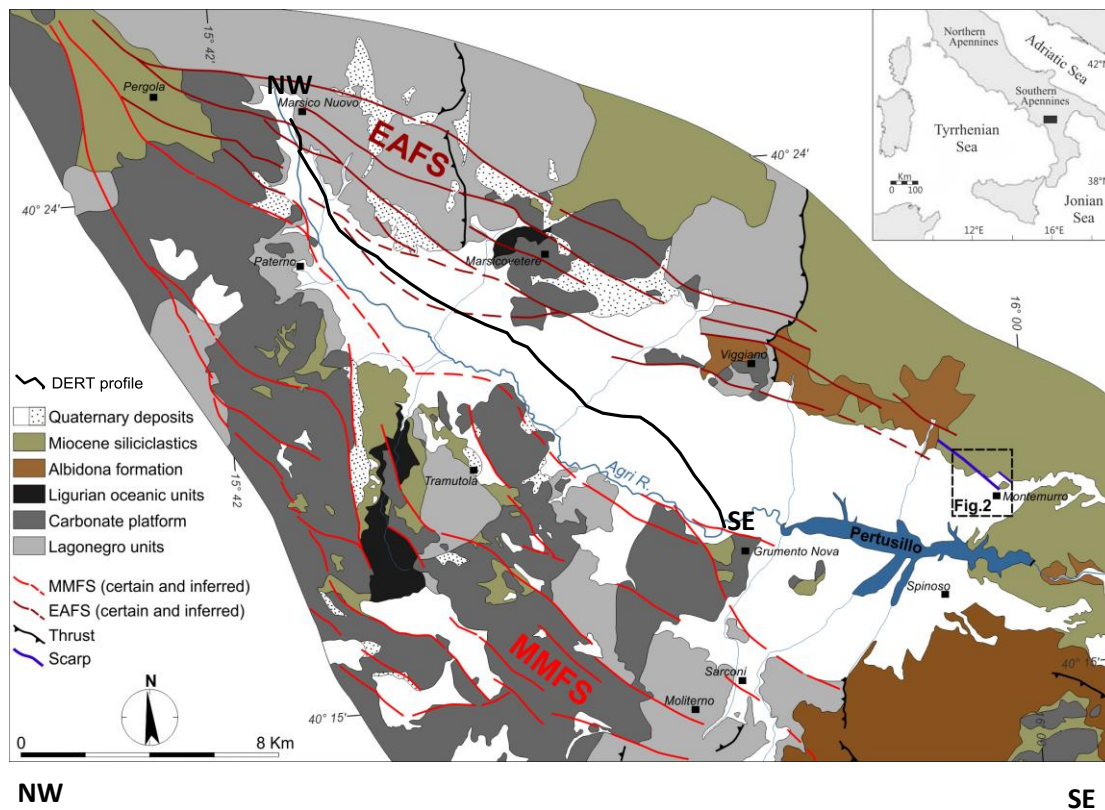 15° 42'
NW
Pergola
Marsico Nuovo
EAFS
40° 24'
Northern
Apennines
Adriatic Sea
42°N
Southern
Apennines
Tyrrhenian
Sea
Km
0 100
38°N
Jonian
Sea
12°E
16°E
40° 24'
Paterno
Marsicovetere
16° 00'
Viggiano
DERT profile
Quaternary deposits
Miocene siliciclastics
Albidona formation
Ligurian oceanic units
Carbonate platform
Lagonegro units
MMFS (certain and inferred)
EAFS (certain and inferred)
Thrust
Scarp
15° 42'
Tramutola
Agri R.
SE
Fig.2
Montemurro
Pertusillo
Grumento Nova
Spinoso
MMFS
Sarconi
Moliterno
40° 15'
40° 15'
16° 00'
N
0 8 Km
NW SE